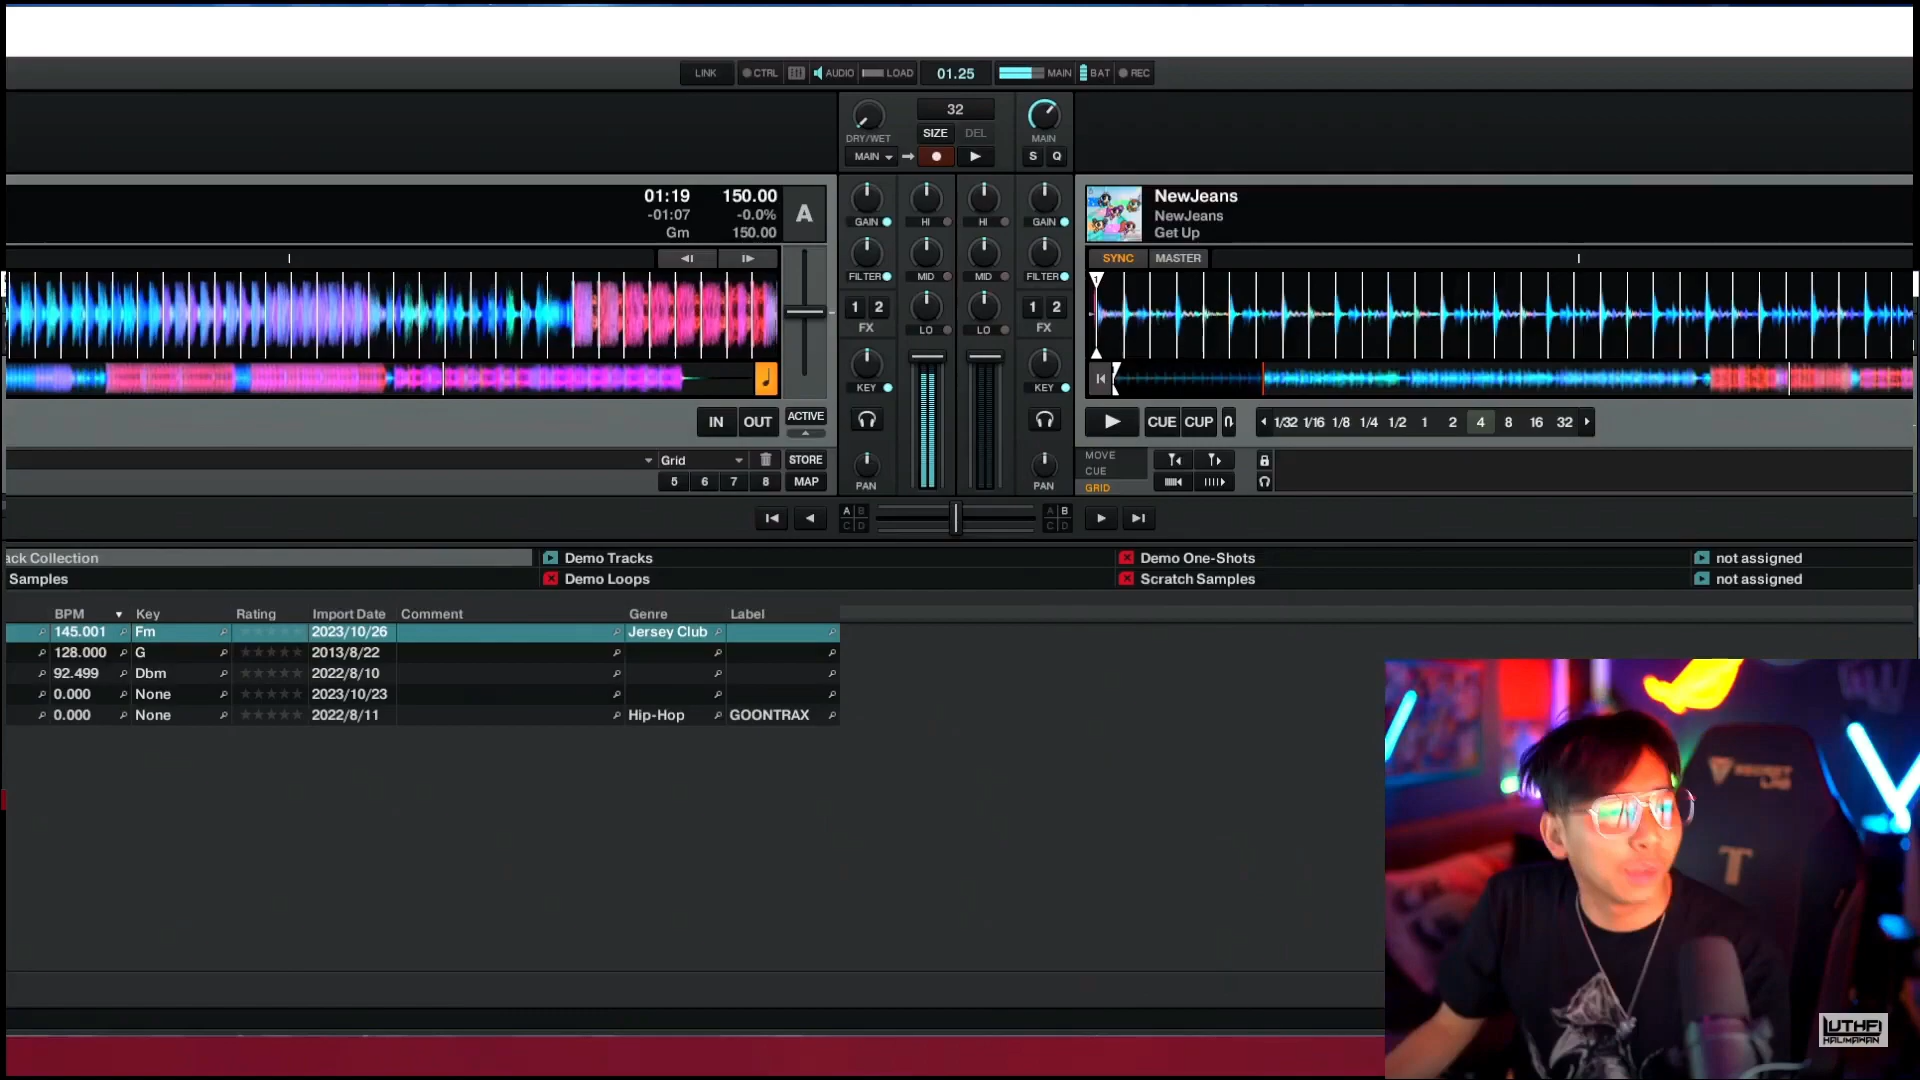 LINK CTRL AUDIO LOAD 01.25 MAIN BAT REC
32
DRY/WET SIZE DEL MAIN
MAIN S Q
01:19 150.00
-01:07 -0.0%
Gm 150.00
A
GAIN HI HI GAIN
FILTER MID MID FILTER
1 2 LO LO 1 2
FX FX
KEY KEY
PAN PAN
NewJeans
NewJeans
Get Up
SYNC MASTER
IN OUT ACTIVE
CUE CUP 1/32 1/16 1/8 1/4 1/2 1 2 4 8 16 32
Grid STORE
5 6 7 8 MAP
MOVE
CUE
GRID
A B
C D
A B
C D
ack Collection Demo Tracks Demo One-Shots not assigned
Samples Demo Loops Scratch Samples not assigned
BPM Key Rating Import Date Comment Genre Label
145.001 Fm 2023/10/26 Jersey Club
128.000 G 2013/8/22
92.499 Dbm 2022/8/10
0.000 None 2023/10/23
0.000 None 2022/8/11 Hip-Hop GOONTRAX
T
LUTHFI
HALIMAWAN